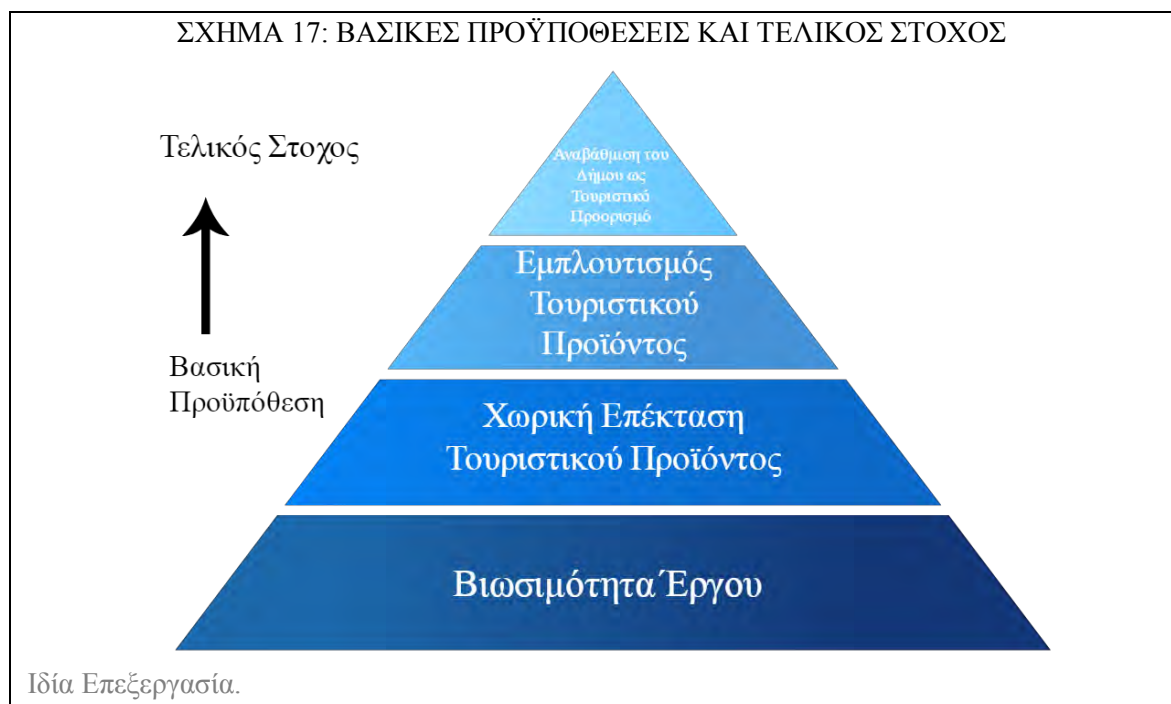 ΣΧΗΜΑ 17: ΒΑΣΙΚΕΣ ΠΡΟΫΠΟΘΕΣΕΙΣ ΚΑΙ ΤΕΛΙΚΟΣ ΣΤΟΧΟΣ
Τελικός Στοχος
Βασική
Προϋπόθεση
Αναβάθμιση του
Δήμου ως
Τουριστικό
Προορισμό
Εμπλουτισμός
Τουριστικού
Προϊόντος
Χωρική Επέκταση
Τουριστικού Προϊόντος
Βιωσιμότητα Έργου
Ιδία Επεξεργασία.